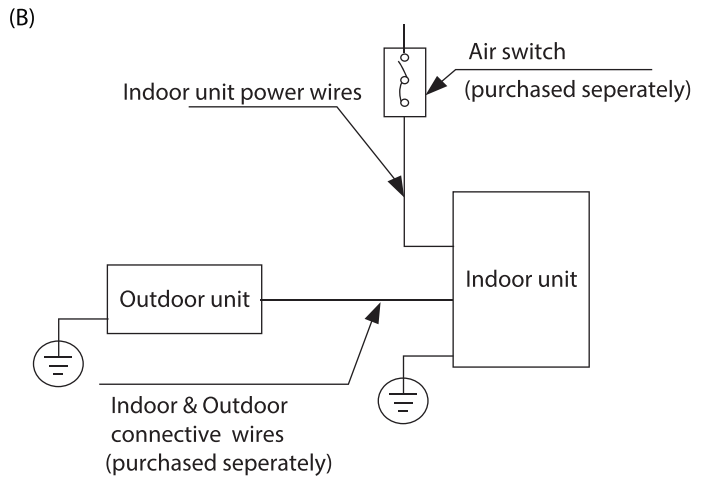 (B)
Air switch
(purchased seperately)
Indoor unit power wires
Indoor unit
Outdoor unit
Indoor & Outdoor
connective wires
(purchased seperately)